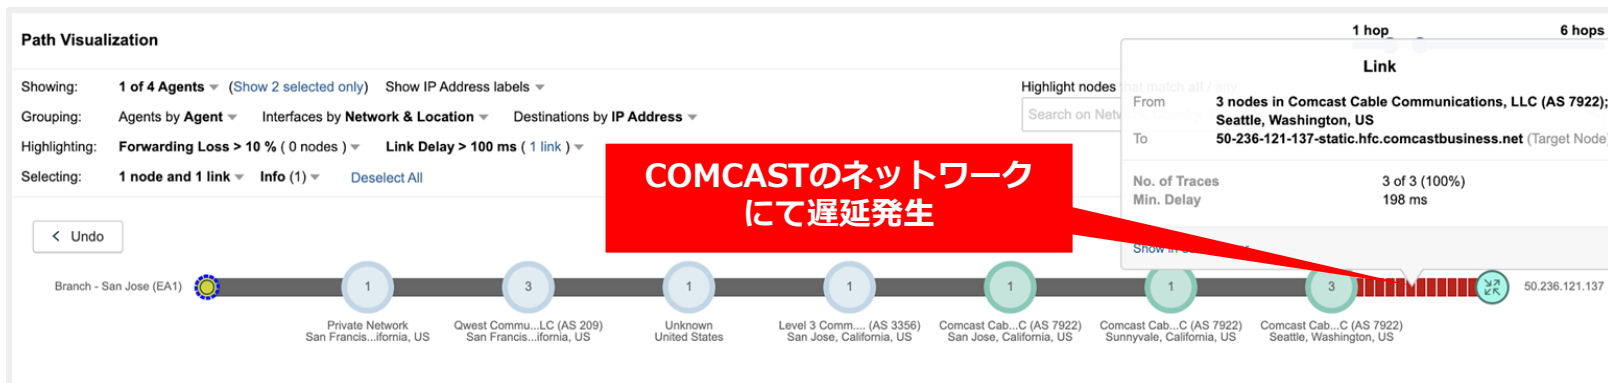 Path Visualization
1 hop
6 hops
Showing:
1 of 4 Agents
(Show 2 selected only)
Show IP Address labels
Highlight nodes that match all / any
Grouping:
Agents by Agent
Interfaces by Network & Location
Destinations by IP Address
Search on Netw
Highlighting:
Forwarding Loss > 10 % ( 0 nodes )
Link Delay > 100 ms ( 1 link )
Selecting:
1 node and 1 link
Info (1)
Deselect All
Link
From
3 nodes in Comcast Cable Communications, LLC (AS 7922);
Seattle, Washington, US
To
50-236-121-137-static.hfc.comcastbusiness.net (Target Node)
No. of Traces
3 of 3 (100%)
Min. Delay
198 ms
Show in
COMCASTのネットワーク
にて遅延発生
Undo
Branch - San Jose (EA1)
1
3
1
1
1
1
3
50.236.121.137
Private Network
San Francis...ifornia, US
Qwest Commu...LC (AS 209)
San Francis...ifornia, US
Unknown
United States
Level 3 Comm.... (AS 3356)
San Jose, California, US
Comcast Cab...C (AS 7922)
San Jose, California, US
Comcast Cab...C (AS 7922)
Sunnyvale, California, US
Comcast Cab...C (AS 7922)
Seattle, Washington, US